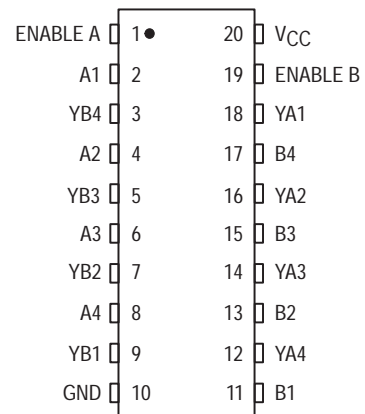 ENABLE A 1 20 VCC
A1 2 19 ENABLE B
YB4 3 18 YA1
A2 4 17 B4
YB3 5 16 YA2
A3 6 15 B3
YB2 7 14 YA3
A4 8 13 B2
YB1 9 12 YA4
GND 10 11 B1